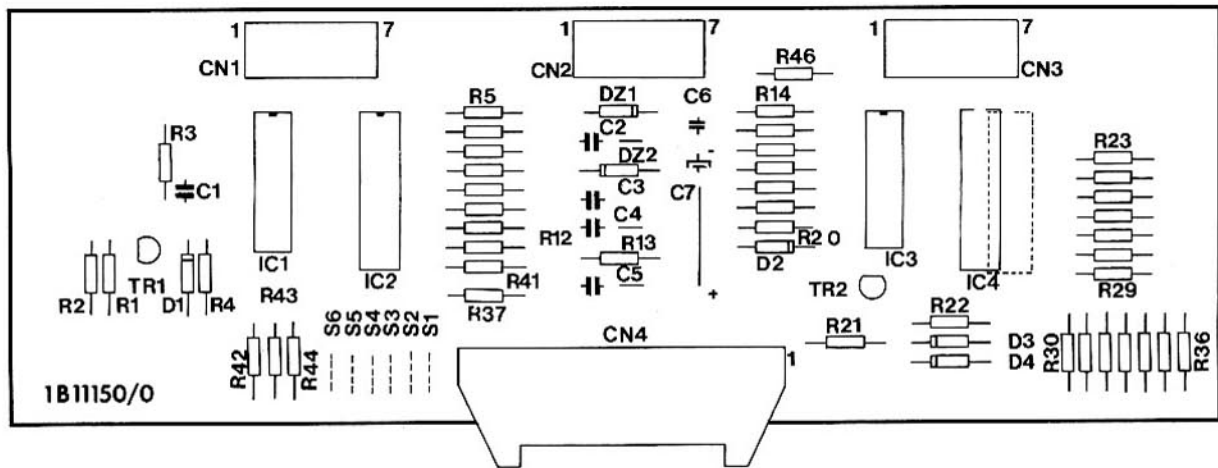 1 7
1 7
1 7
CN1
CN2
R46
CN3
R5
DZ1
C6
R14
R3
C2
R23
DZ2
-
C1
C3
C7
C4
R12
R13
R20
IC1
IC2
D2
IC3
IC4
R2
R1
TR1
D1
R4
R43
C5
R41
TR2
R29
R37
+
S6
S5
S4
S3
S2
S1
CN4
1
R21
R22
D3
D4
R30
R36
R42
R44
1B11150/0